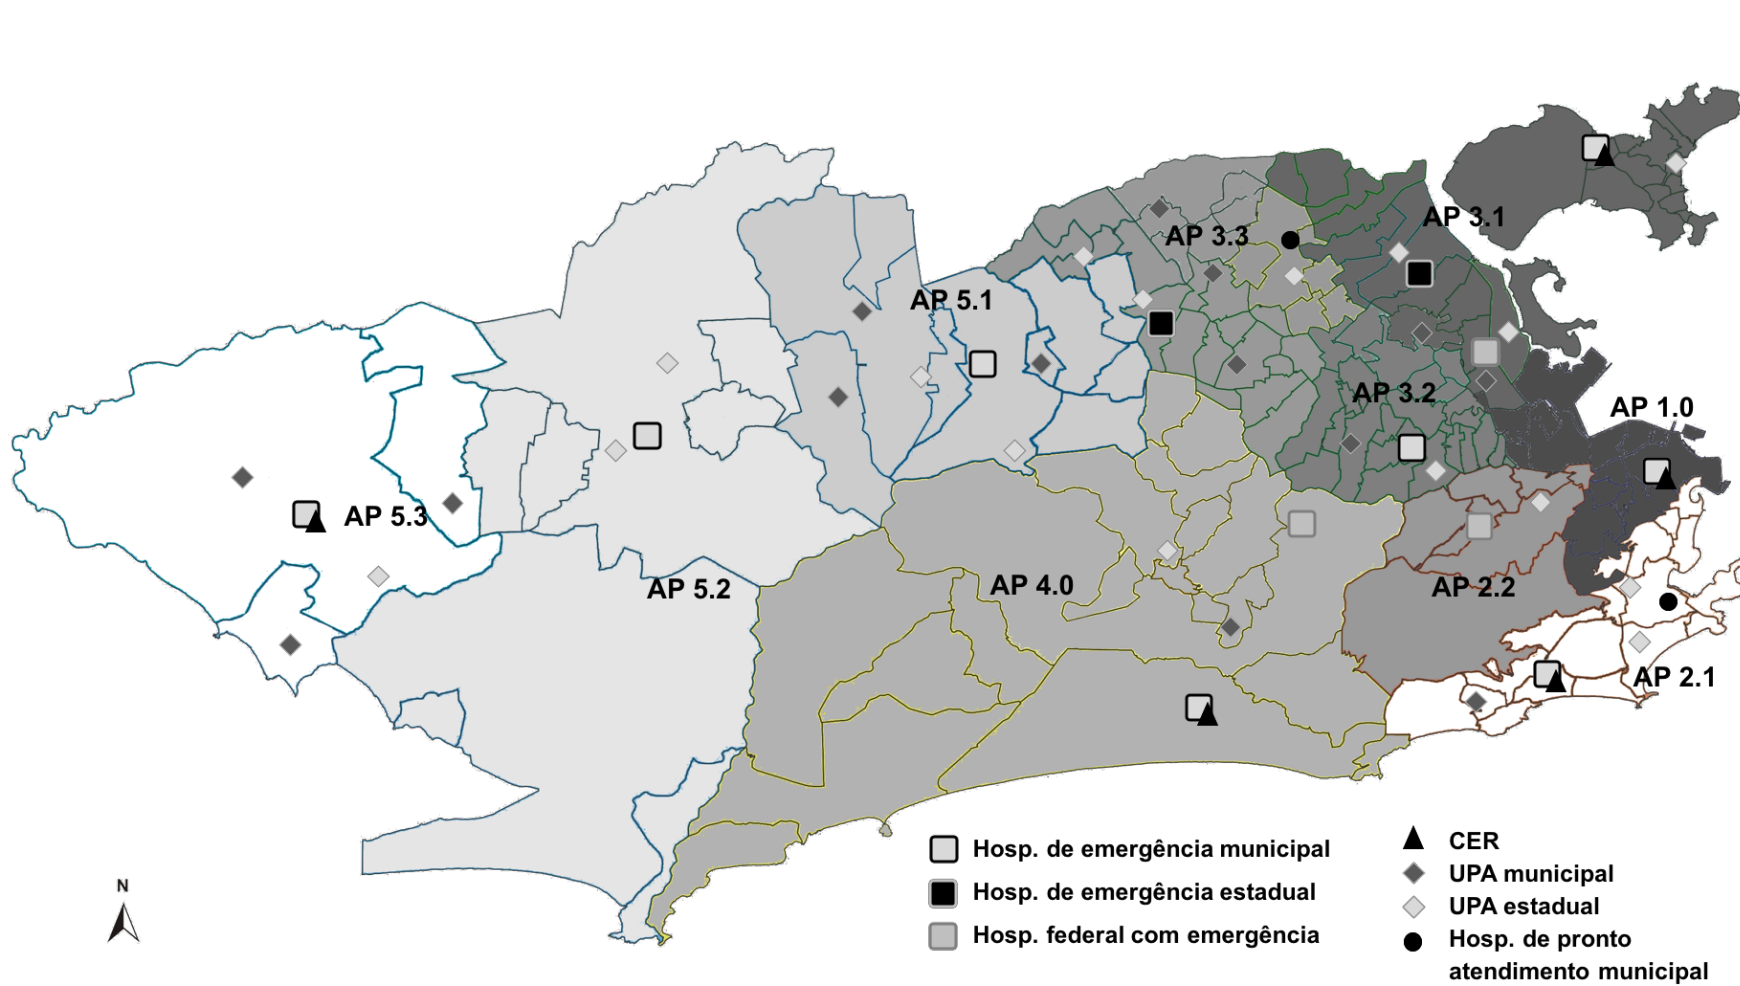 AP 3.1
AP 3.3
AP 5.1
AP 3.2
AP 1.0
AP 5.3
AP 5.2
AP 4.0
AP 2.2
AP 2.1
Hosp. de emergência municipal
Hosp. de emergência estadual
Hosp. federal com emergência
CER
UPA municipal
UPA estadual
Hosp. de pronto
atendimento municipal
N